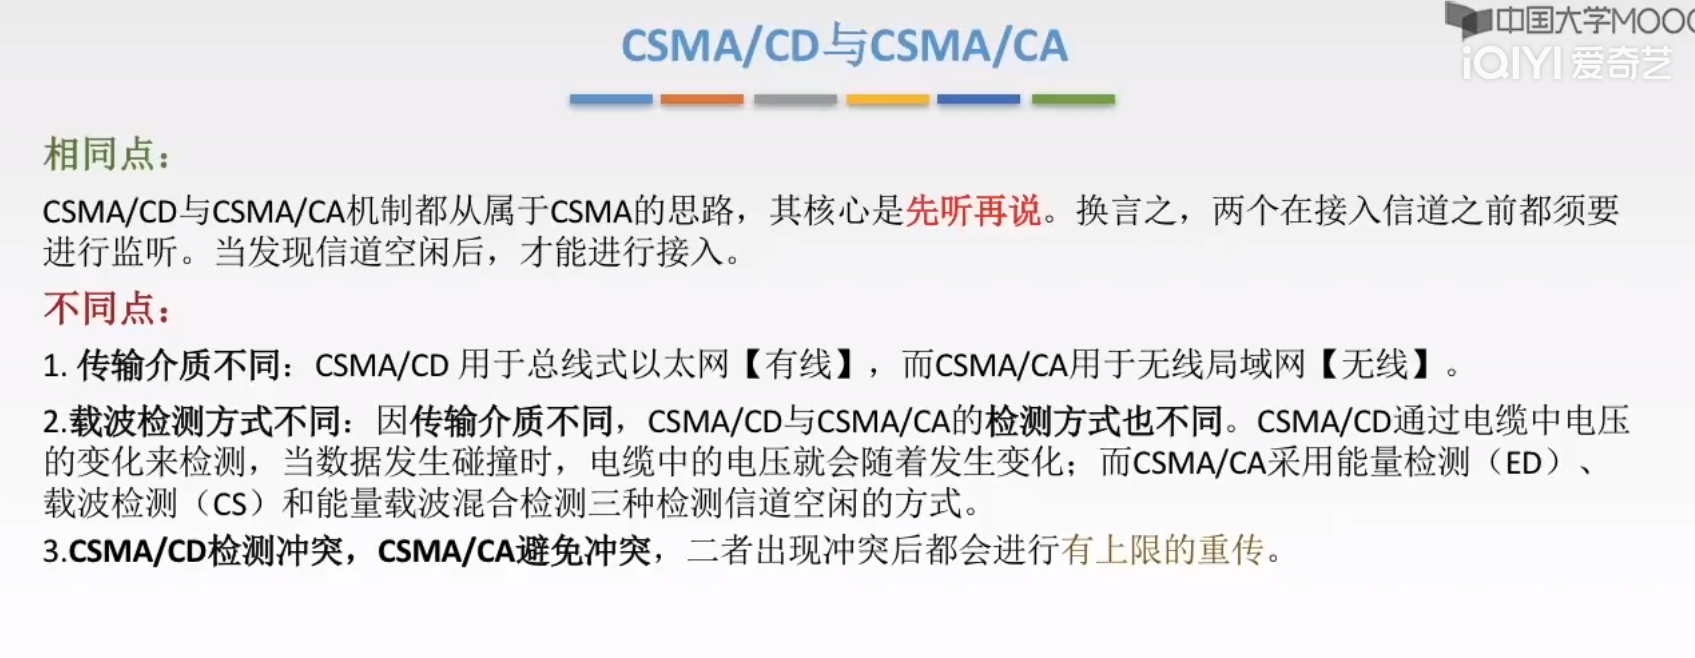 中国大学MOOC
iQIYI 爱奇艺
CSMA/CD与CSMA/CA
相同点：
CSMA/CD与CSMA/CA机制都从属于CSMA的思路，其核心是先听再说。换言之，两个在接入信道之前都须要
进行监听。当发现信道空闲后，才能进行接入。
不同点：
1. 传输介质不同：CSMA/CD 用于总线式以太网【有线】，而CSMA/CA用于无线局域网【无线】。
2.载波检测方式不同：因传输介质不同，CSMA/CD与CSMA/CA的检测方式也不同。CSMA/CD通过电缆中电压
的变化来检测，当数据发生碰撞时，电缆中的电压就会随着发生变化；而CSMA/CA采用能量检测（ED）、
载波检测（CS）和能量载波混合检测三种检测信道空闲的方式。
3.CSMA/CD检测冲突，CSMA/CA避免冲突，二者出现冲突后都会进行有上限的重传。